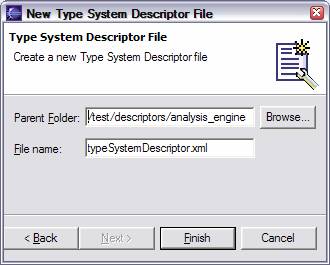 New Type System Descriptor File
Type System Descriptor File
Create a new Type System Descriptor file
Parent Folder: /test/descriptors/analysis_engine Browse...
File name: typeSystemDescriptor.xml
< Back Next > Finish Cancel